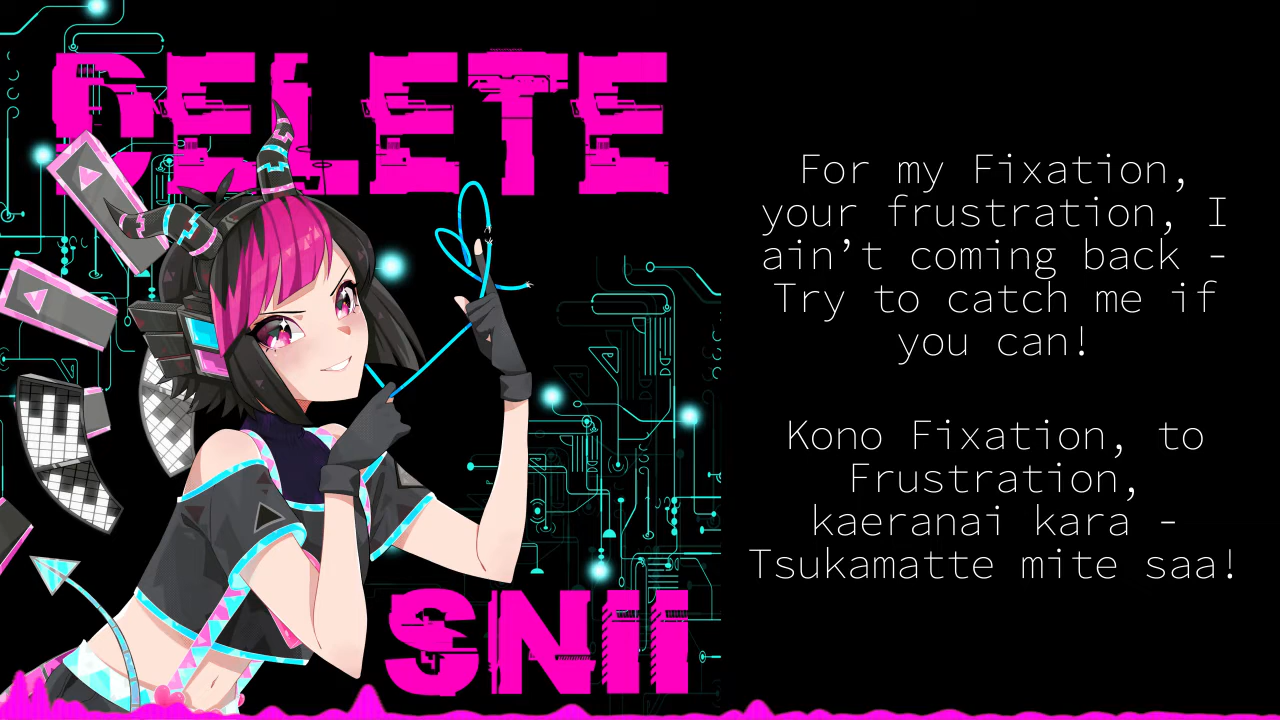 DELETE
For my Fixation,
your frustration, I
ain’t coming back -
Try to catch me if
you can!
Kono Fixation, to
Frustration,
kaeranai kara -
Tsukamatte mite saa!
SNII